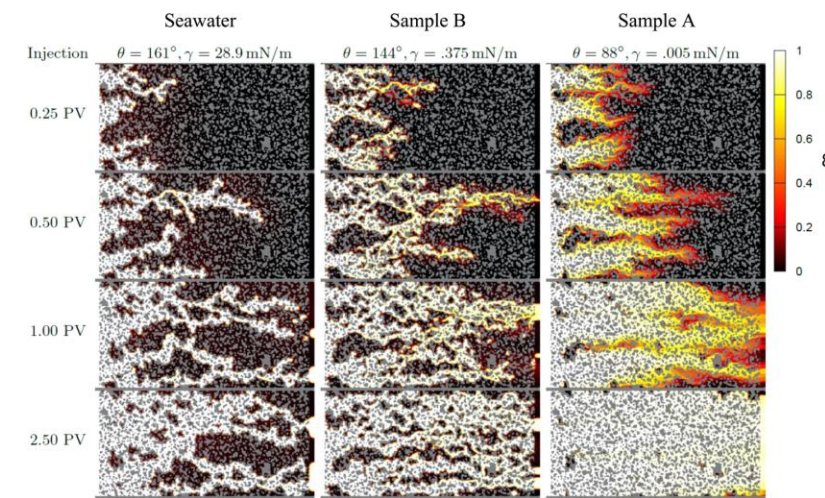 Seawater Sample B Sample A
Injection θ = 161°, γ = 28.9 mN/m θ = 144°, γ = .375 mN/m θ = 88°, γ = .005 mN/m
1
0.25 PV
0.8
0.6
0.50 PV
0.4
0.2
0
1.00 PV
2.50 PV